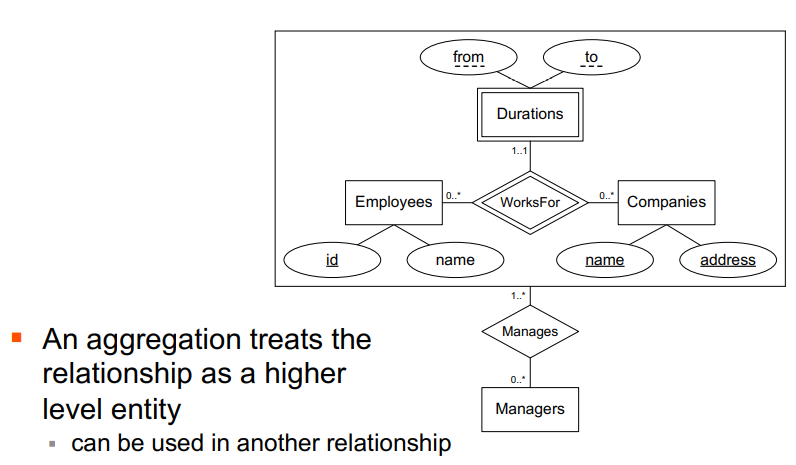 from to
Durations
1..1
Employees 0..* WorksFor 0..* Companies
id name name address
1..*
Manages
0..*
Managers
An aggregation treats the
relationship as a higher
level entity
can be used in another relationship